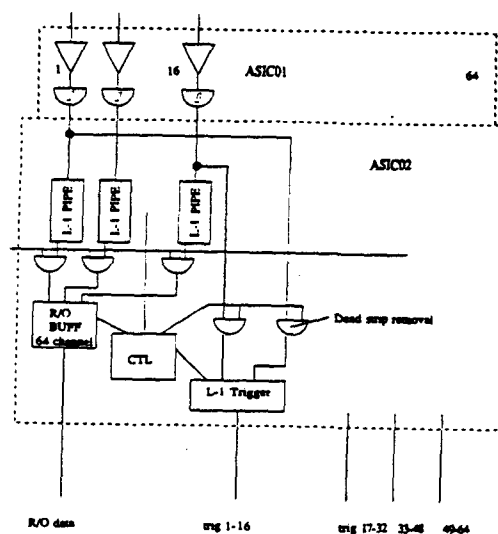 1
16
ASIC01
64
ASIC02
L-1 PIPE
L-1 PIPE
L-1 PIPE
R/O
BUFF
64 channel
CTL
Dead strip removal
L-1 Trigger
R/O data
trig 1-16
trig 17-32
33-48
49-64